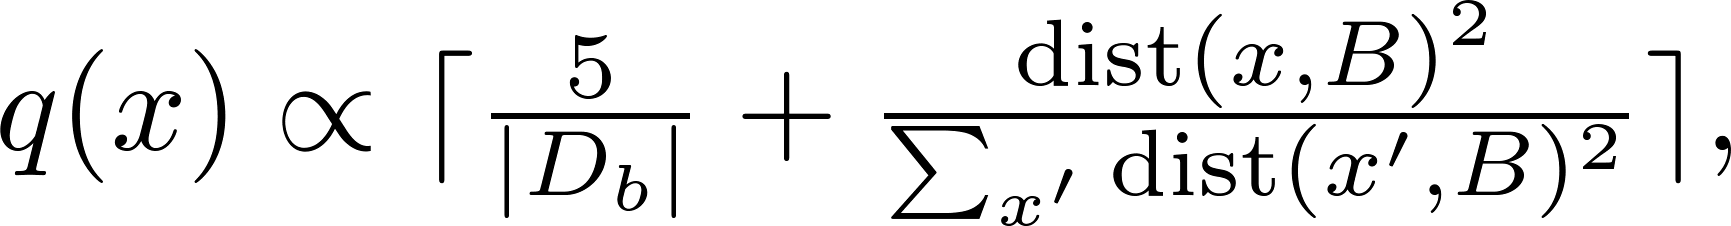 q(x) ∝ ⌈ 5/|D_b| + dist(x,B)^2 / ∑_{x′} dist(x′,B)^2 ⌉,